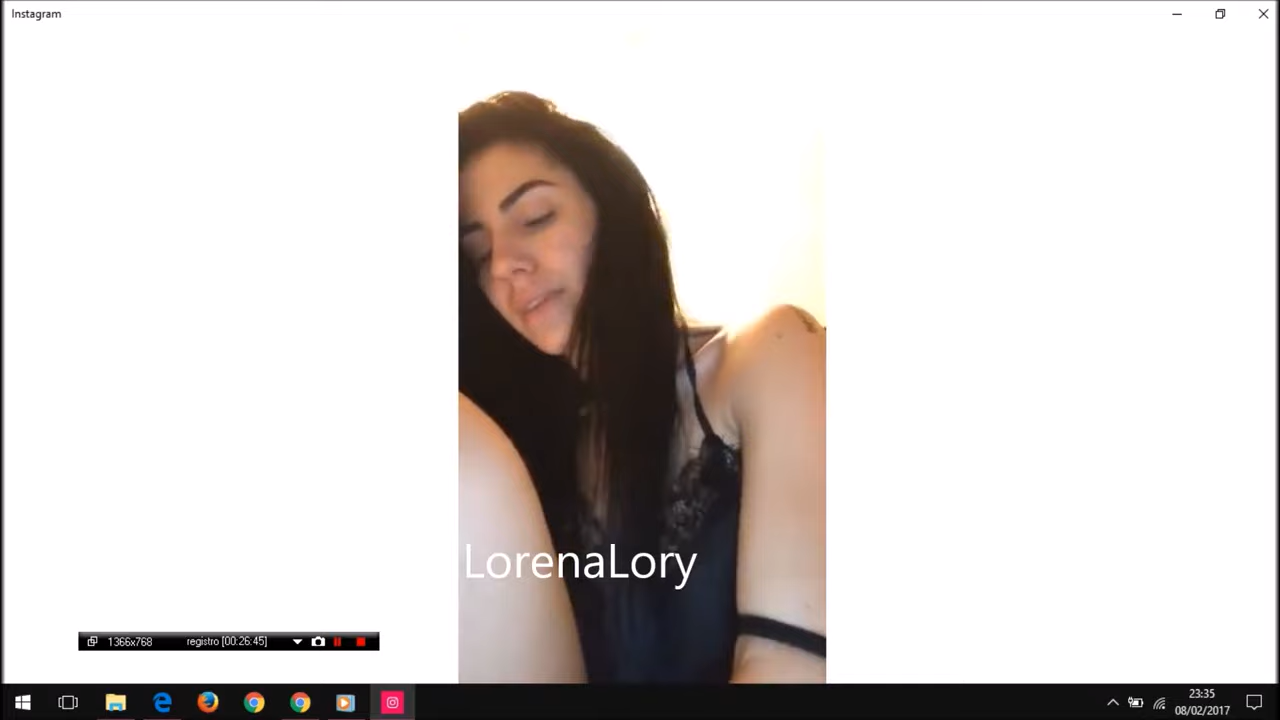 Instagram
LorenaLory
1366x768 registro [00:26:45]
23:35
08/02/2017